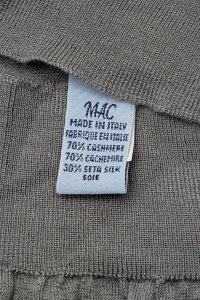 MAC
MADE IN ITALY
FABRIQUE EN ITALIE
70% CASHMERE
70% CACHEMIRE
30% SETA SILK
SOIE